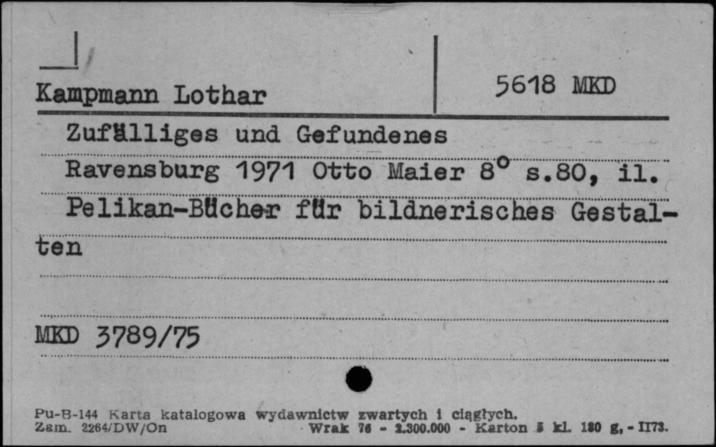 Kampmann Lothar
5618 MKD
Zufälliges und Gefundenes
Ravensburg 1971 Otto Maier 8° s.80, il.
Pelikan-Bücher für bildnerisches Gestal-
ten
MKD 3789/75
Pu-B-144 Karta katalogowa wydawnictw zwartych i ciągłych.
Zam. 2264/DW/On Wrak 76 - 2.300.000 - Karton 5 kl. 180 g,